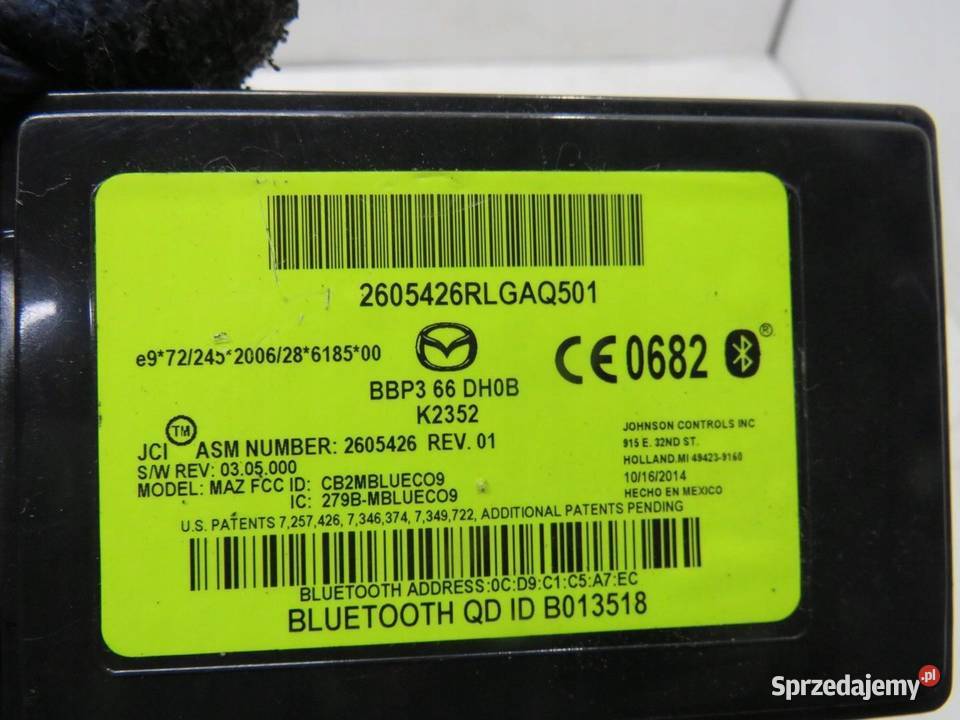 2605426RLGAQ501
e9*72/245*2006/28*6185*00
BBP3 66 DH0B
K2352
CE 0682 ®
JCI TM ASM NUMBER: 2605426 REV. 01
S/W REV: 03.05.000
MODEL: MAZ FCC ID: CB2MBLUEC09
IC: 279B-MBLUEC09
JOHNSON CONTROLS INC
915 E. 32ND ST.
HOLLAND.MI 49423-9160
10/16/2014
HECHO EN MEXICO
U.S. PATENTS 7,257,426, 7,346,374, 7,349,722, ADDITIONAL PATENTS PENDING
BLUETOOTH ADDRESS:0C:D9:C1:C5:A7:EC
BLUETOOTH QD ID B013518
Sprzedajemy .pl